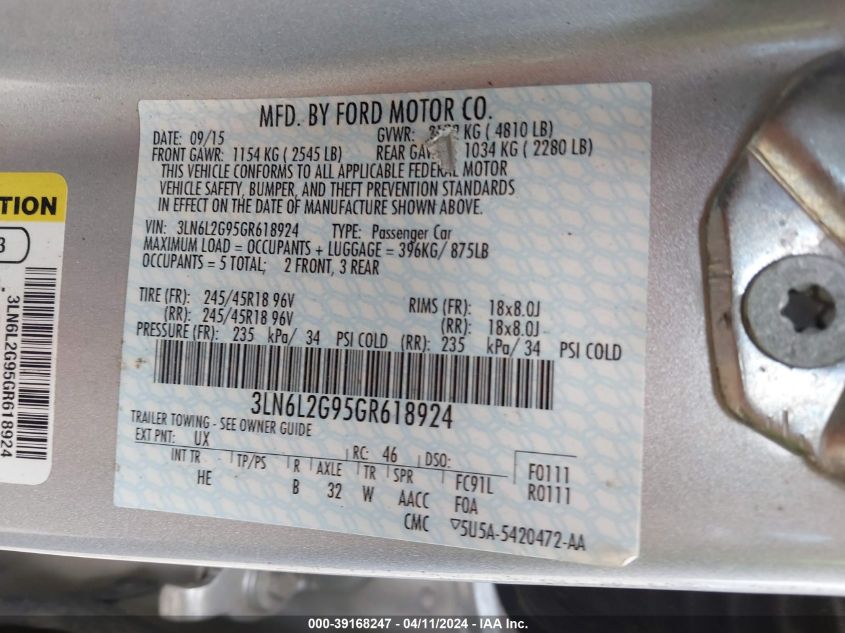 MFD. BY FORD MOTOR CO.
DATE: 09/15 GVWR: KG ( 4810 LB)
FRONT GAWR: 1154 KG ( 2545 LB) REAR 1034 KG ( 2280 LB)
THIS VEHICLE CONFORMS TO ALL APPLICABLE FEDERAL MOTOR
VEHICLE SAFETY, BUMPER, AND THEFT PREVENTION STANDARDS
IN EFFECT ON THE DATE OF MANUFACTURE SHOWN ABOVE.
VIN: 3LN6L2G95GR618924 TYPE: Passenger Car
MAXIMUM LOAD = OCCUPANTS + LUGGAGE = 396KG/ 875LB
OCCUPANTS = 5 TOTAL; 2 FRONT, 3 REAR
TIRE (FR): 245/45R18 96V RIMS (FR): 18x8.0J
(RR): 245/45R18 96V (RR): 18x8.0J
PRESSURE (FR): 235 kPa/ 34 PSI COLD (RR): 235 kPa/ 34 PSI COLD
3LN6L2G95GR618924
TRAILER TOWING - SEE OWNER GUIDE
EXT PNT: UX RC: 46 DSO: F0111
INT TR TP/PS R AXLE TR SPR FC91L R0111
HE B 32 W AACC F0A
CMC 5U5A-5420472-AA
TION
3
3LN6L2G95GR618924
000-39168247 - 04/11/2024 - IAA Inc.